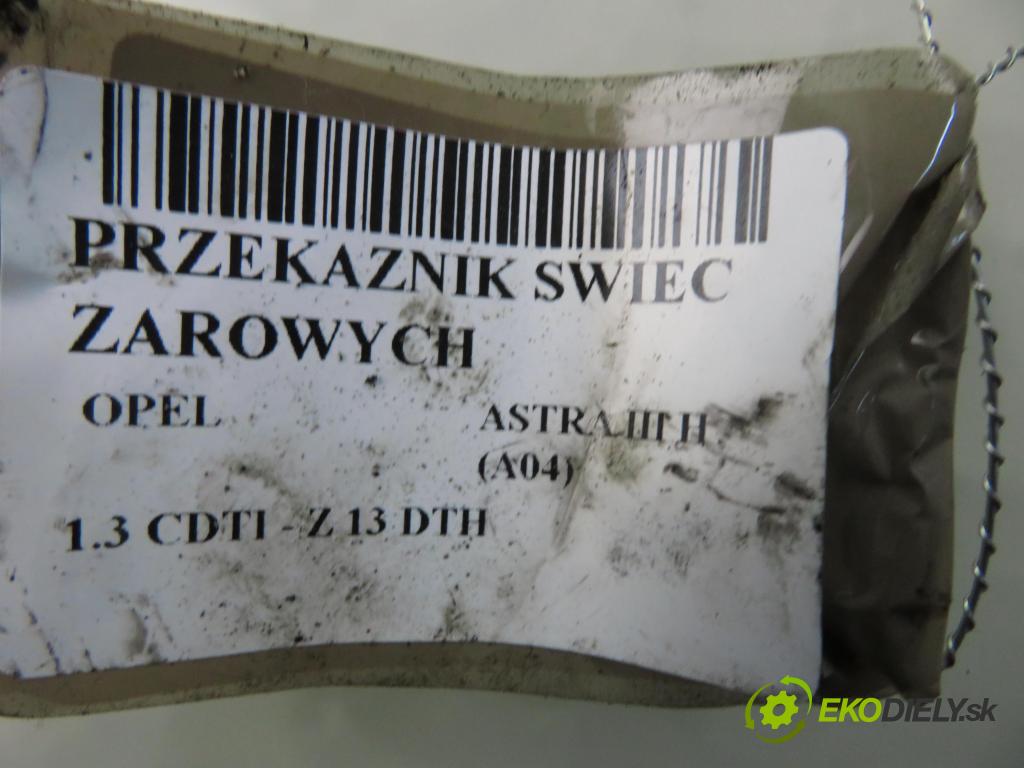 PRZEKAZNIK SWIEC
ZAROWYCH
OPEL ASTRA III H
(A04)
1.3 CDTI - Z 13 DTH
EKODIELY.sk